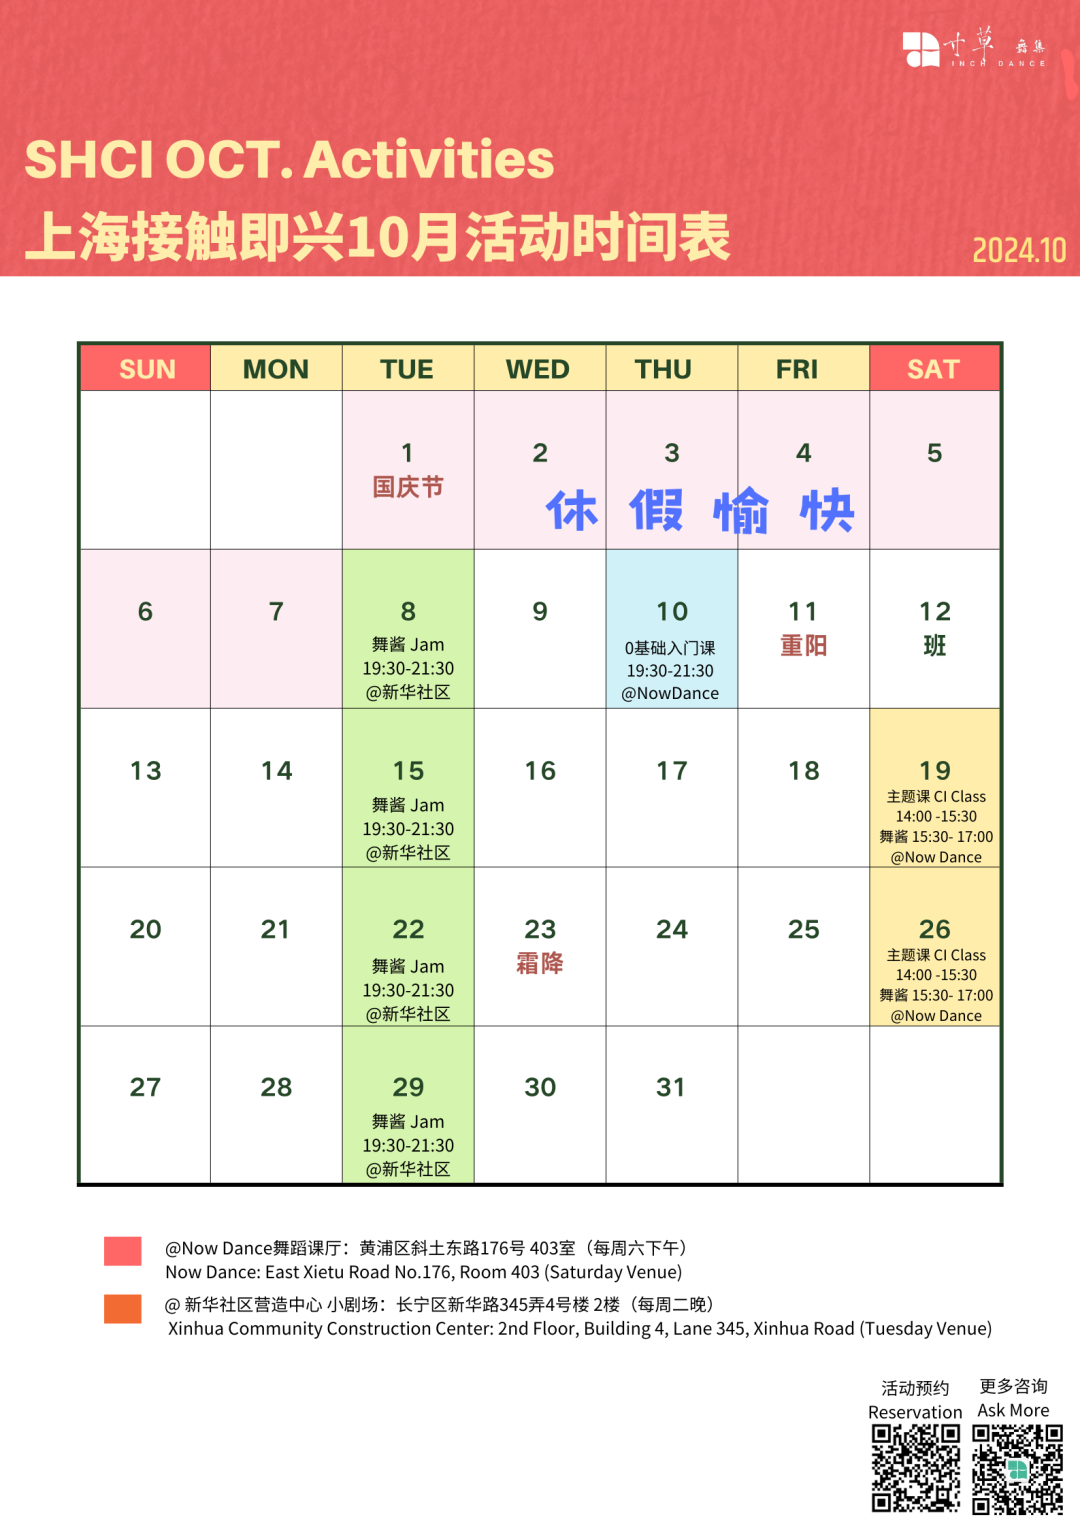 寸草 舞集
INCH DANCE
SHCI OCT. Activities
上海接触即兴10月活动时间表
2024.10
SUN MON TUE WED THU FRI SAT
1 2 3 4 5
国庆节
休假愉快
6 7 8 9 10 11 12
舞酱 Jam
19:30-21:30
@新华社区
0基础入门课
19:30-21:30
@NowDance
重阳
班
13 14 15 16 17 18 19
舞酱 Jam
19:30-21:30
@新华社区
主题课 CI Class
14:00 -15:30
舞酱 15:30- 17:00
@Now Dance
20 21 22 23 24 25 26
舞酱 Jam
19:30-21:30
@新华社区
霜降
主题课 CI Class
14:00 -15:30
舞酱 15:30- 17:00
@Now Dance
27 28 29 30 31
舞酱 Jam
19:30-21:30
@新华社区
@Now Dance舞蹈课厅：黄浦区斜土东路176号 403室（每周六下午）
Now Dance: East Xietu Road No.176, Room 403 (Saturday Venue)
@ 新华社区营造中心 小剧场：长宁区新华路345弄4号楼 2楼（每周二晚）
Xinhua Community Construction Center: 2nd Floor, Building 4, Lane 345, Xinhua Road (Tuesday Venue)
活动预约
Reservation
更多咨询
Ask More